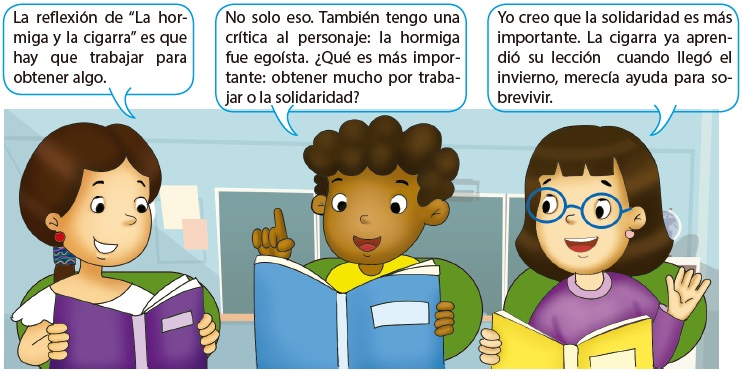 La reflexión de “La hor-
miga y la cigarra” es que
hay que trabajar para
obtener algo.
No solo eso. También tengo una
crítica al personaje: la hormiga
fue egoísta. ¿Qué es más impor-
tante: obtener mucho por traba-
jar o la solidaridad?
Yo creo que la solidaridad es más
importante. La cigarra ya apren-
dió su lección cuando llegó el
invierno, merecía ayuda para so-
brevivir.